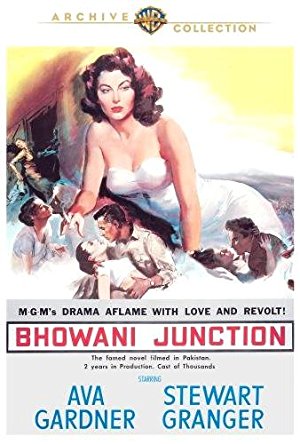 ARCHIVE WB COLLECTION
M-G-M's DRAMA AFLAME WITH LOVE AND REVOLT!
BHOWANI JUNCTION
The famed novel filmed in Pakistan.
2 years in Production. Cast of Thousands
STARRING
AVA STEWART
GARDNER GRANGER